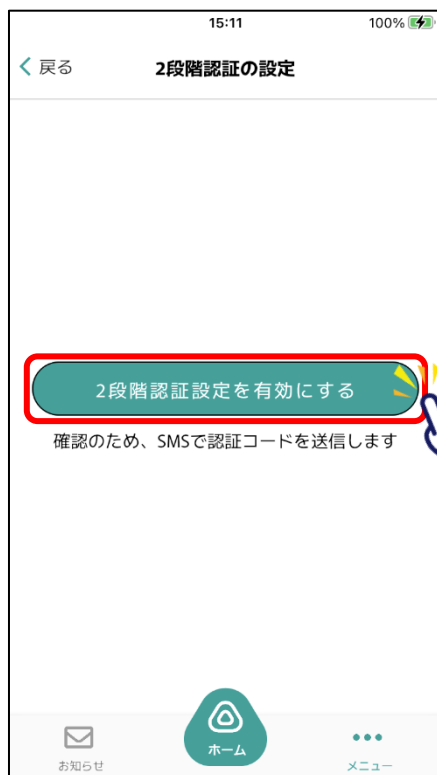 15:11 100%
戻る 2段階認証の設定
2段階認証設定を有効にする
確認のため、SMSで認証コードを送信します
お知らせ ホーム メニュー